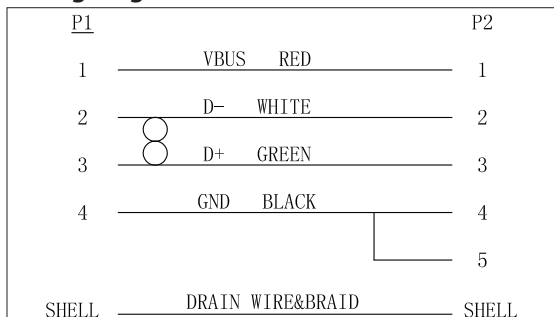 P1 P2
1 VBUS RED 1
2 D- WHITE 2
3 D+ GREEN 3
4 GND BLACK 4
5
SHELL DRAIN WIRE&BRAID SHELL